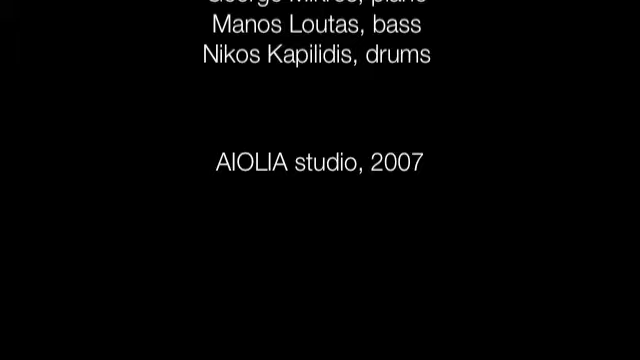 Manos Loutas, bass
Nikos Kapilidis, drums
AIOLIA studio, 2007